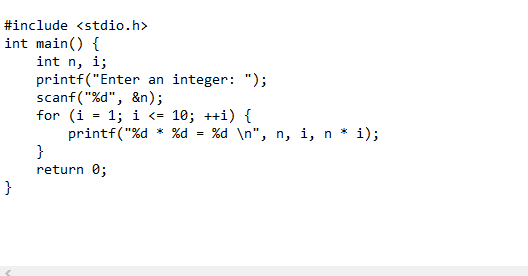 #include <stdio.h>
int main() {
    int n, i;
    printf("Enter an integer: ");
    scanf("%d", &n);
    for (i = 1; i <= 10; ++i) {
        printf("%d * %d = %d \n", n, i, n * i);
    }
    return 0;
}